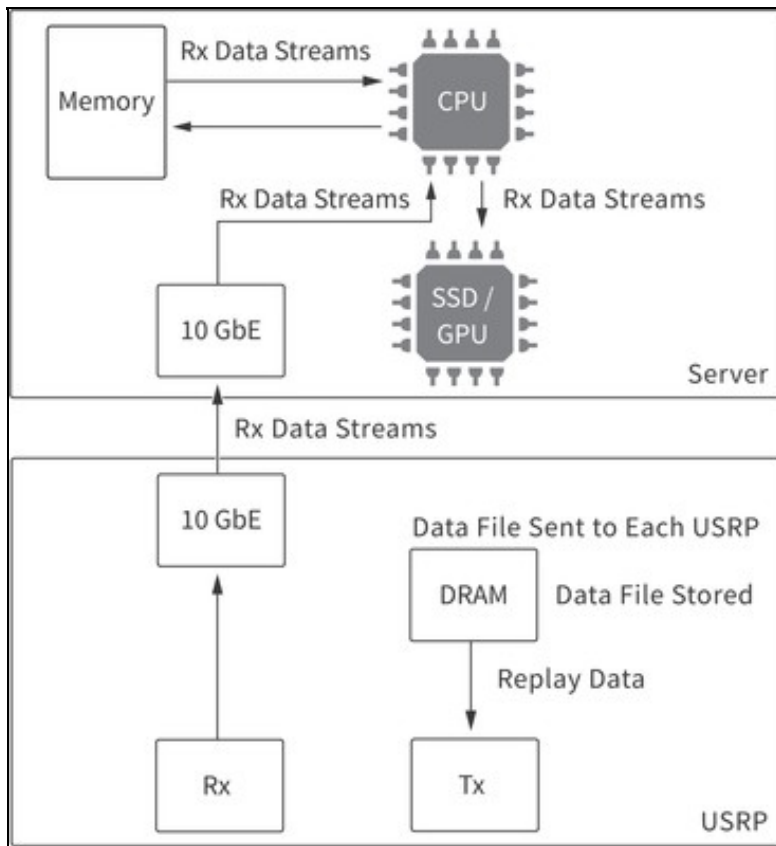 Rx Data Streams
Memory
CPU
Rx Data Streams
Rx Data Streams
10 GbE
SSD /
GPU
Server
Rx Data Streams
10 GbE
Data File Sent to Each USRP
DRAM
Data File Stored
Replay Data
Rx
Tx
USRP